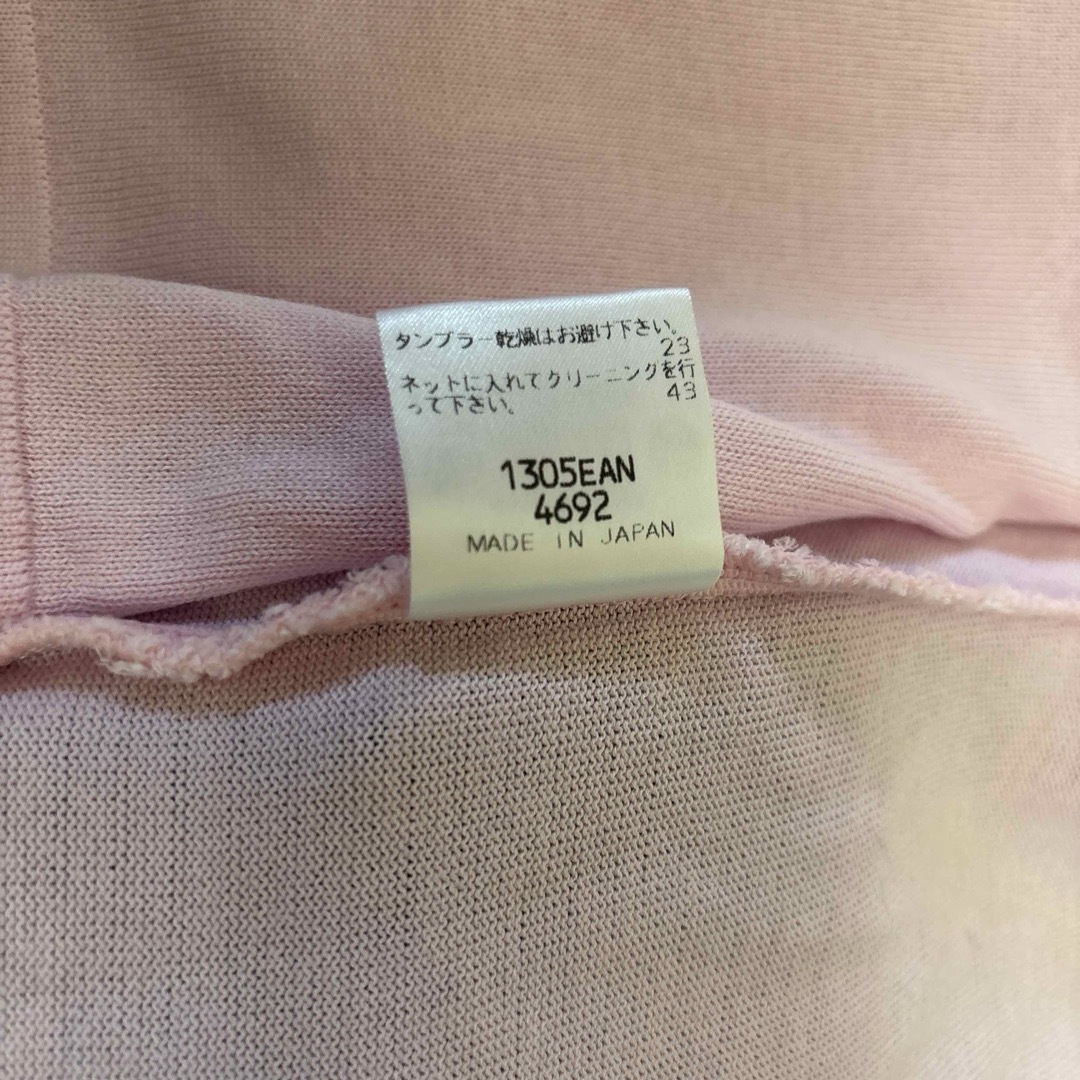 タンブラー乾燥はお避け下さい。
23
ネットに入れてクリーニングを行
43
って下さい。
1305EAN
4692
MADE IN JAPAN